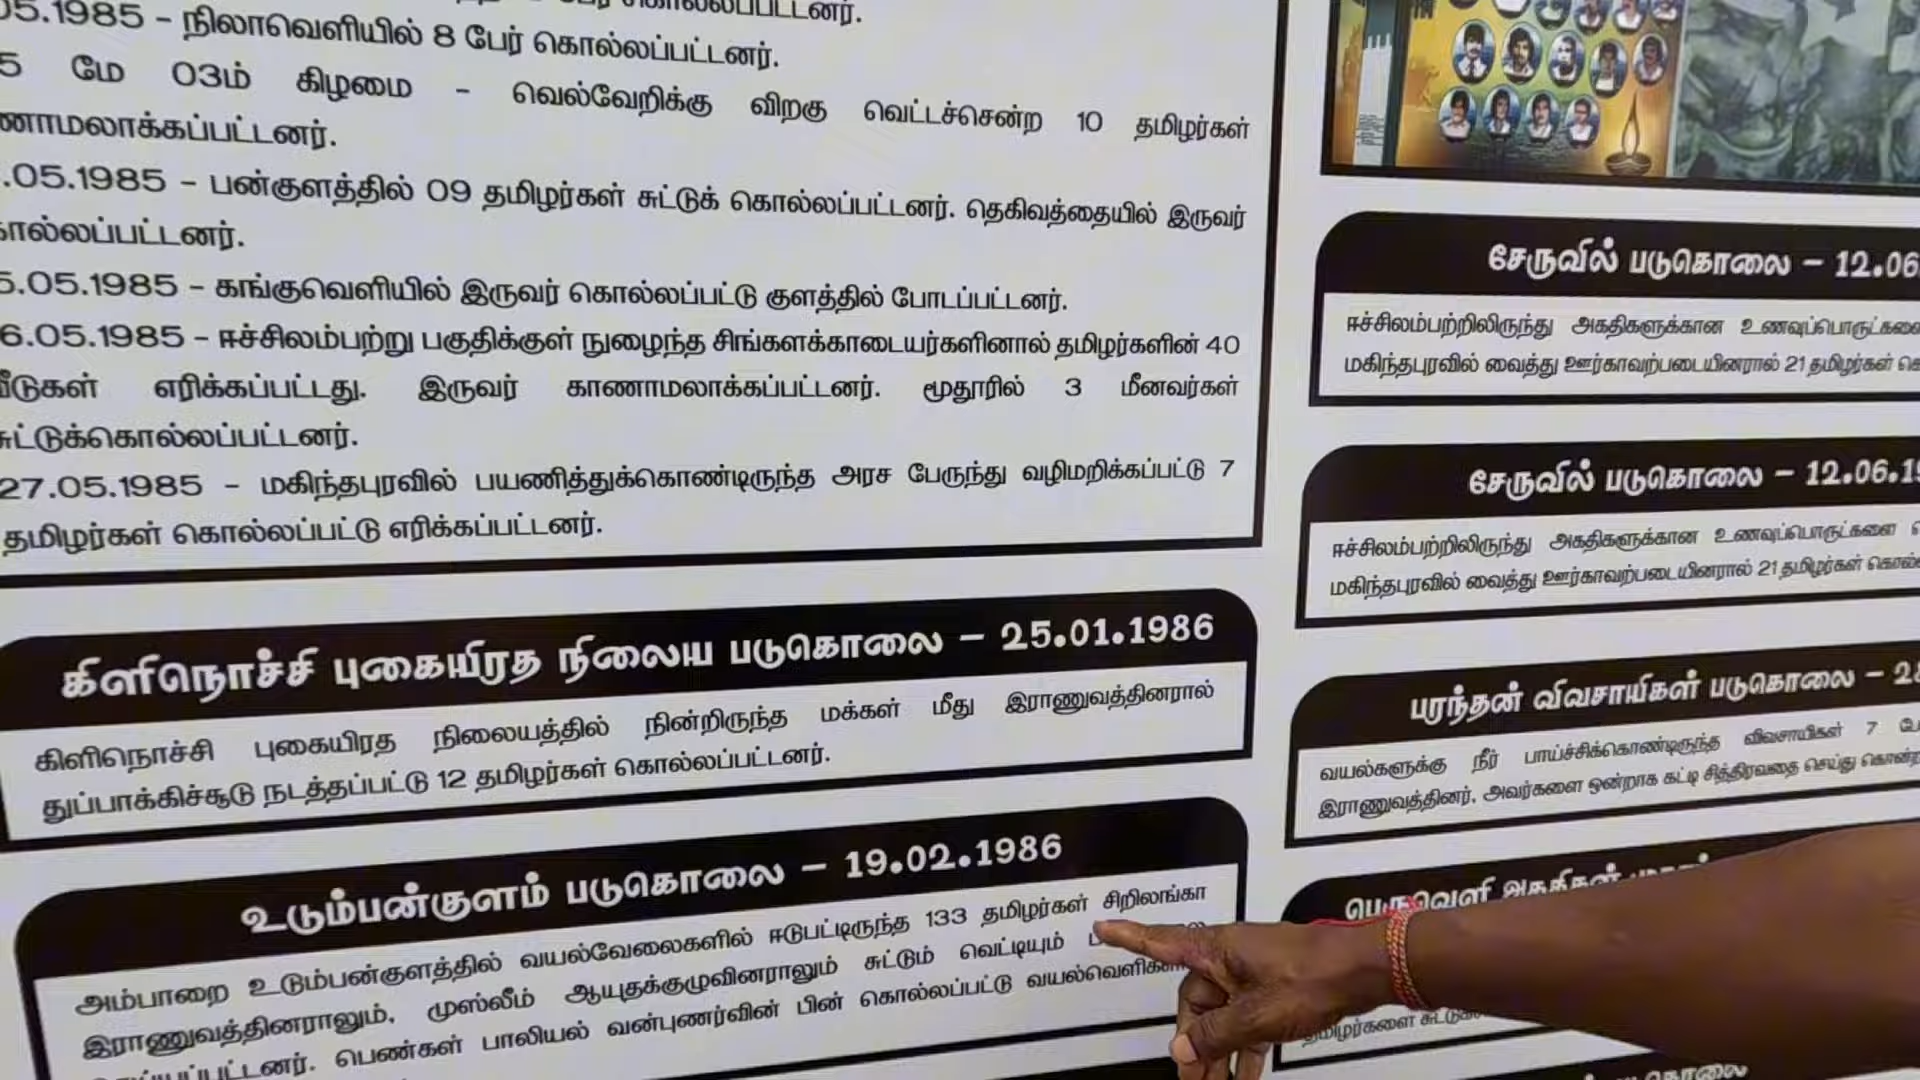 05.1985 – நிலாவெளியில் 8 பேர் கொல்லப்பட்டனர்.
5 மே 03ம் கிழமை – வெல்வேறிக்கு விறகு வெட்டச்சென்ற 10 தமிழர்கள்
ணாமலாக்கப்பட்டனர்.
.05.1985 – பன்குளத்தில் 09 தமிழர்கள் சுட்டுக் கொல்லப்பட்டனர். தெகிவத்தையில் இருவர்
கால்லப்பட்டனர்.
5.05.1985 – கங்குவெளியில் இருவர் கொல்லப்பட்டு குளத்தில் போடப்பட்டனர்.
6.05.1985 – ஈச்சிலம்பற்று பகுதிக்குள் நுழைந்த சிங்களக்காடையர்களினால் தமிழர்களின் 40
வீடுகள் எரிக்கப்பட்டது. இருவர் காணாமலாக்கப்பட்டனர். மூதூரில் 3 மீனவர்கள்
சுட்டுக்கொல்லப்பட்டனர்.
27.05.1985 – மகிந்தபுரவில் பயணித்துக்கொண்டிருந்த அரச பேருந்து வழிமறிக்கப்பட்டு 7
தமிழர்கள் கொல்லப்பட்டு எரிக்கப்பட்டனர்.
கிளிநொச்சி புகையிரத நிலைய படுகொலை – 25.01.1986
கிளிநொச்சி புகையிரத நிலையத்தில் நின்றிருந்த மக்கள் மீது இராணுவத்தினரால்
துப்பாக்கிச்சூடு நடத்தப்பட்டு 12 தமிழர்கள் கொல்லப்பட்டனர்.
உடும்பன்குளம் படுகொலை – 19.02.1986
அம்பாறை உடும்பன்குளத்தில் வயல்வேலைகளில் ஈடுபட்டிருந்த 133 தமிழர்கள் சிறிலங்கா
இராணுவத்தினராலும், முஸ்லீம் ஆயுதக்குழுவினராலும் சுட்டும் வெட்டியும்
பெண்கள் பாலியல் வன்புணர்வின் பின் கொல்லப்பட்டு
சேருவில் படுகொலை – 12.06
ஈச்சிலம்பற்றிலிருந்து அகதிகளுக்கான உணவுப்பொருட்களை
மகிந்தபுரவில் வைத்து ஊர்காவற்படையினரால் 21 தமிழர்கள்
சேருவில் படுகொலை – 12.06.19
ஈச்சிலம்பற்றிலிருந்து அகதிகளுக்கான உணவுப்பொருட்களை
மகிந்தபுரவில் வைத்து ஊர்காவற்படையினரால் 21 தமிழர்கள்
பரந்தன் விவசாயிகள் படுகொலை – 28
வயல்களுக்கு நீர் பாய்ச்சிக்கொண்டிருந்த விவசாயிகள் 7
இராணுவத்தினர், அவர்களை ஒன்றாக கட்டி சித்திரவதை செய்து
பெருவெளி அகதிகள்